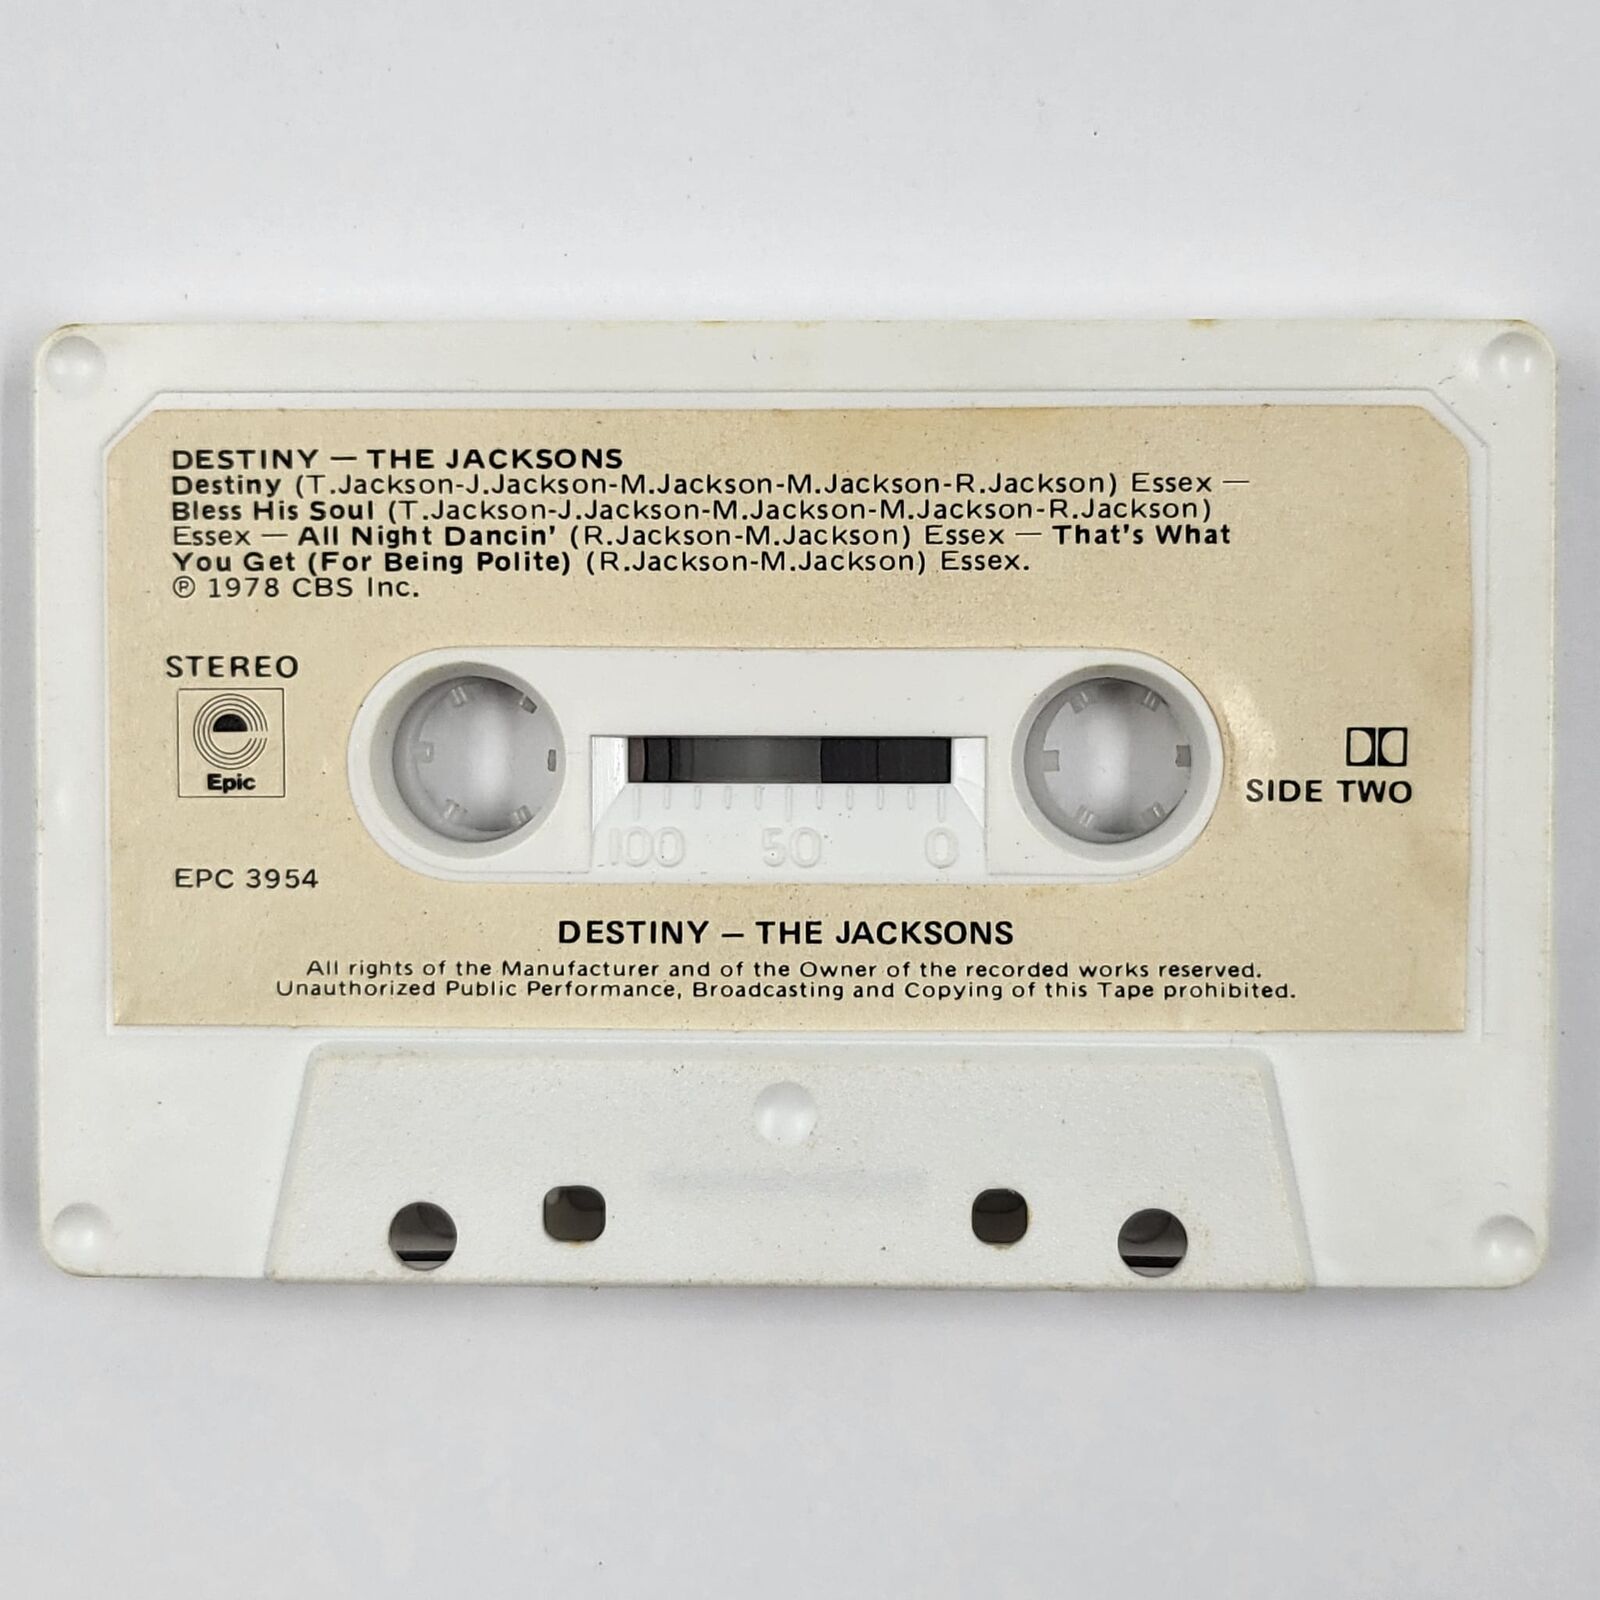 DESTINY — THE JACKSONS
Destiny (T.Jackson-J.Jackson-M.Jackson-M.Jackson-R.Jackson) Essex —
Bless His Soul (T.Jackson-J.Jackson-M.Jackson-M.Jackson-R.Jackson)
Essex — All Night Dancin' (R.Jackson-M.Jackson) Essex — That's What
You Get (For Being Polite) (R.Jackson-M.Jackson) Essex.
℗ 1978 CBS Inc.
STEREO
Epic
SIDE TWO
100 50 0
EPC 3954
DESTINY — THE JACKSONS
All rights of the Manufacturer and of the Owner of the recorded works reserved.
Unauthorized Public Performance, Broadcasting and Copying of this Tape prohibited.